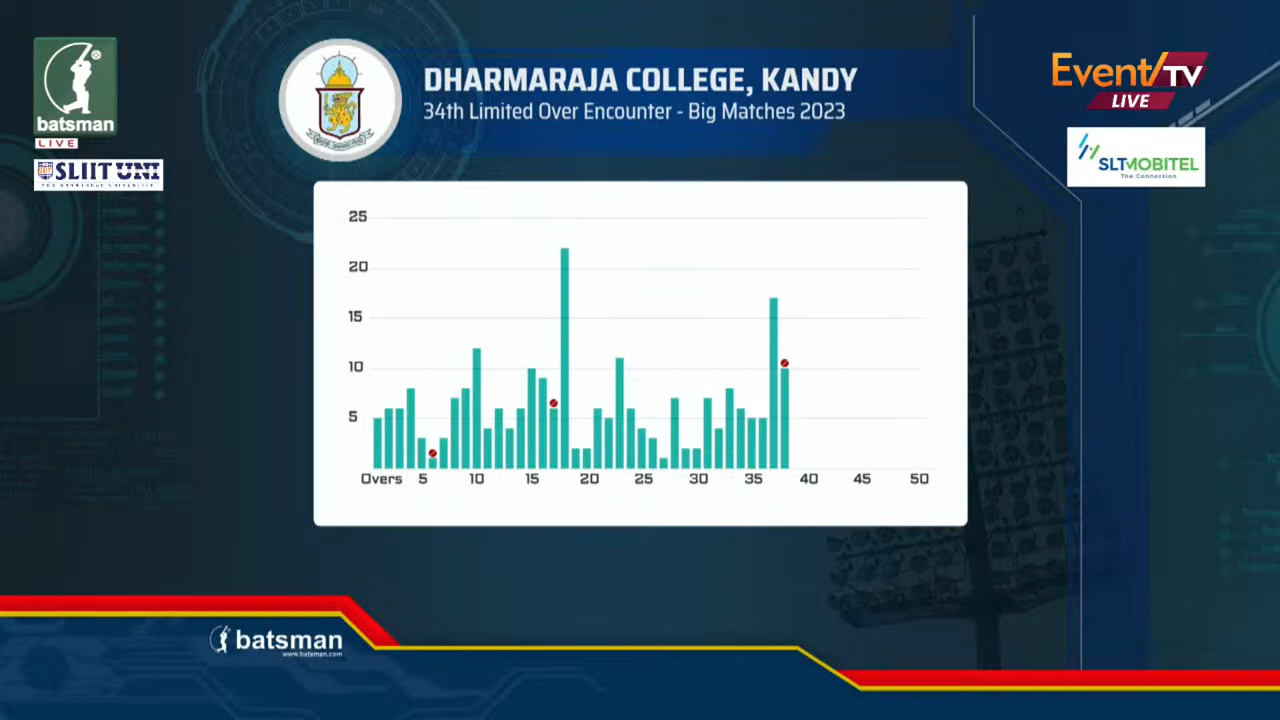 batsman
LIVE
SLIIT UNI
DHARMARAJA COLLEGE, KANDY
34th Limited Over Encounter - Big Matches 2023
Event TV
LIVE
SLTMOBITEL
The Connection
25
20
15
10
5
Overs 5 10 15 20 25 30 35 40 45 50
batsman
www.batsman.com